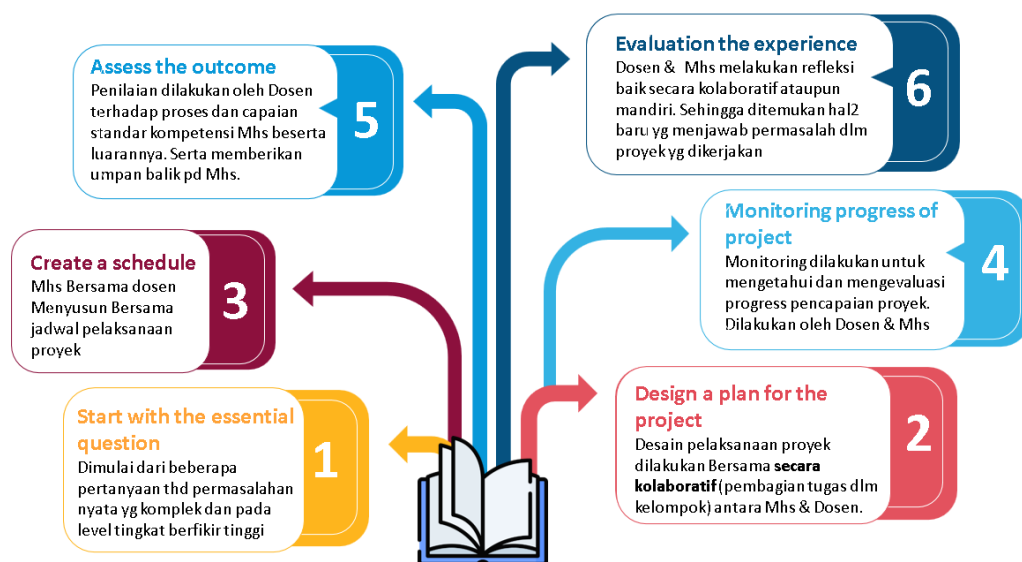 Start with the essential
question
Dimulai dari beberapa
pertanyaan thd permasalahan
nyata yg komplek dan pada
level tingkat berfikir tinggi
1
Design a plan for the
project
Desain pelaksanaan proyek
dilakukan Bersama secara
kolaboratif (pembagian tugas dlm
kelompok) antara Mhs & Dosen.
2
Create a schedule
Mhs Bersama dosen
Menyusun Bersama
jadwal pelaksanaan
proyek
3
Monitoring progress of
project
Monitoring dilakukan untuk
mengetahui dan mengevaluasi
progress pencapaian proyek.
Dilakukan oleh Dosen & Mhs
4
Assess the outcome
Penilaian dilakukan oleh Dosen
terhadap proses dan capaian
standar kompetensi Mhs beserta
luarannya. Serta memberikan
umpan balik pd Mhs.
5
Evaluation the experience
Dosen & Mhs melakukan refleksi
baik secara kolaboratif ataupun
mandiri. Sehingga ditemukan hal2
baru yg menjawab permasalah dlm
proyek yg dikerjakan
6